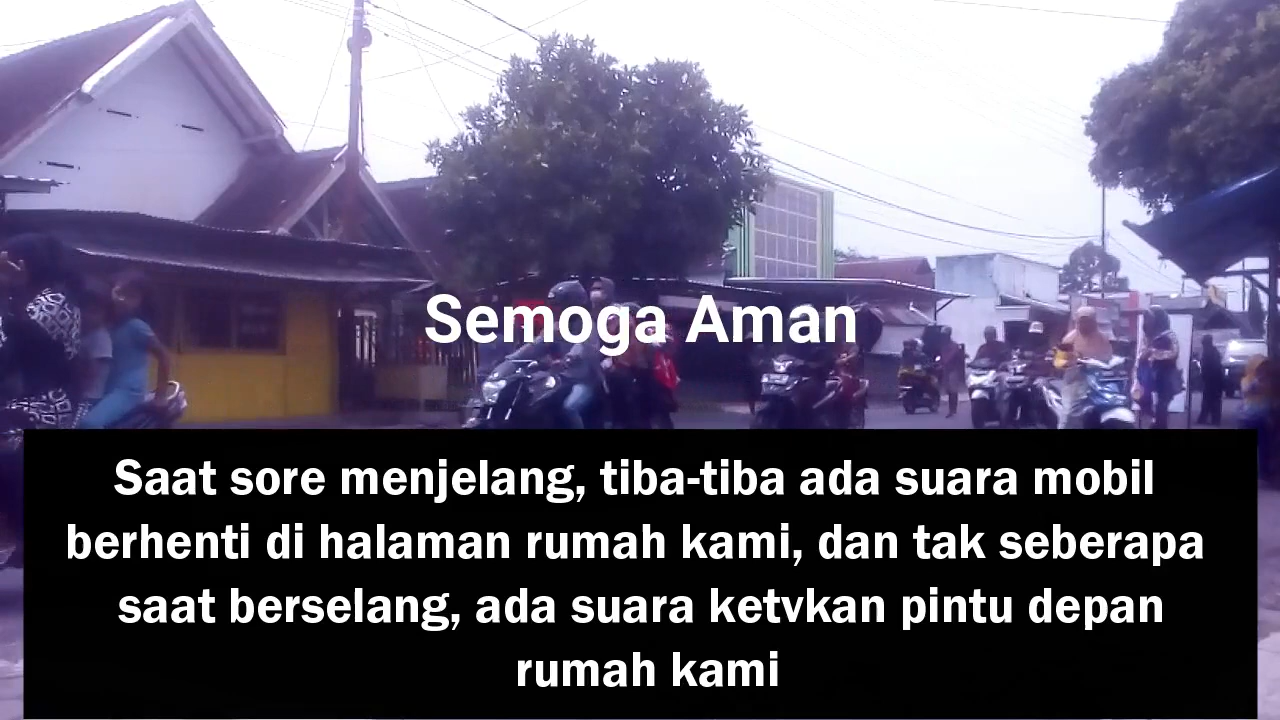 Semoga Aman
Saat sore menjelang, tiba-tiba ada suara mobil
berhenti di halaman rumah kami, dan tak seberapa
saat berselang, ada suara ketvkan pintu depan
rumah kami